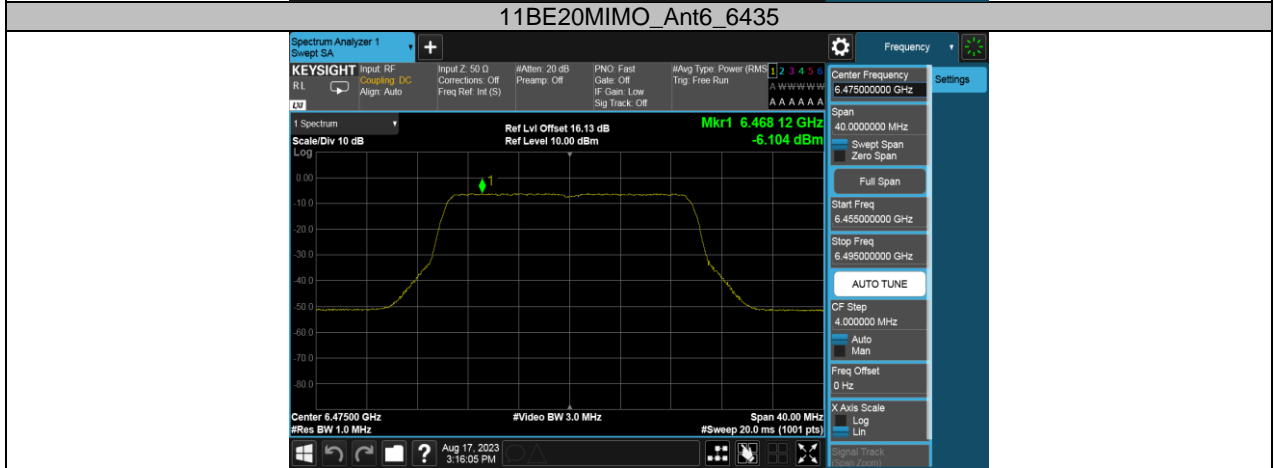 11BE20MIMO_Ant6_6435
Spectrum Analyzer 1
Swept SA
+
Frequency
KEYSIGHT
RL
LXI
Input: RF
Coupling: DC
Align: Auto
Input Z: 50 Ω
Corrections: Off
Freq Ref: Int (S)
#Atten: 20 dB
Preamp: Off
PNO: Fast
Gate: Off
IF Gain: Low
Sig Track: Off
#Avg Type: Power (RMS
Trig: Free Run
1 2 3 4 5 6
A W W W W W
A A A A A A
Center Frequency
6.475000000 GHz
Settings
Span
40.0000000 MHz
Swept Span
Zero Span
Full Span
Start Freq
6.455000000 GHz
Stop Freq
6.495000000 GHz
AUTO TUNE
CF Step
4.000000 MHz
Auto
Man
Freq Offset
0 Hz
X Axis Scale
Log
Lin
Signal Track
(Span Zoom)
1 Spectrum
Scale/Div 10 dB
Log
Ref Lvl Offset 16.13 dB
Ref Level 10.00 dBm
Mkr1 6.468 12 GHz
-6.104 dBm
1
0.00
-10.0
-20.0
-30.0
-40.0
-50.0
-60.0
-70.0
-80.0
Center 6.47500 GHz
#Res BW 1.0 MHz
#Video BW 3.0 MHz
Span 40.00 MHz
#Sweep 20.0 ms (1001 pts)
?
Aug 17, 2023
3:16:05 PM